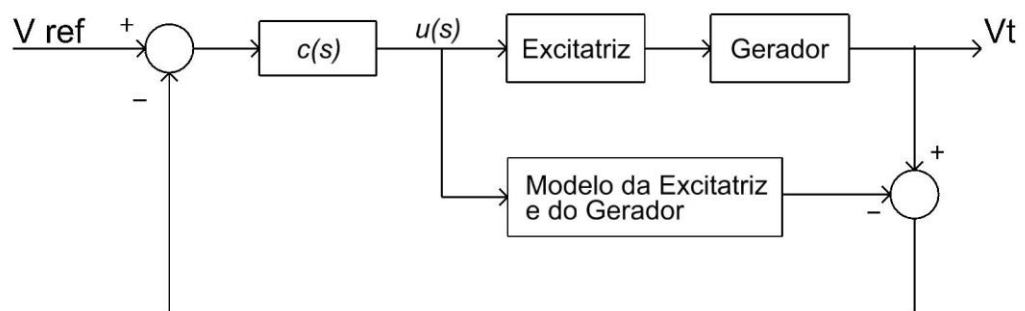 V ref
+
−
c(s)
u(s)
Excitatriz
Gerador
Vt
Modelo da Excitatriz
e do Gerador
+
−